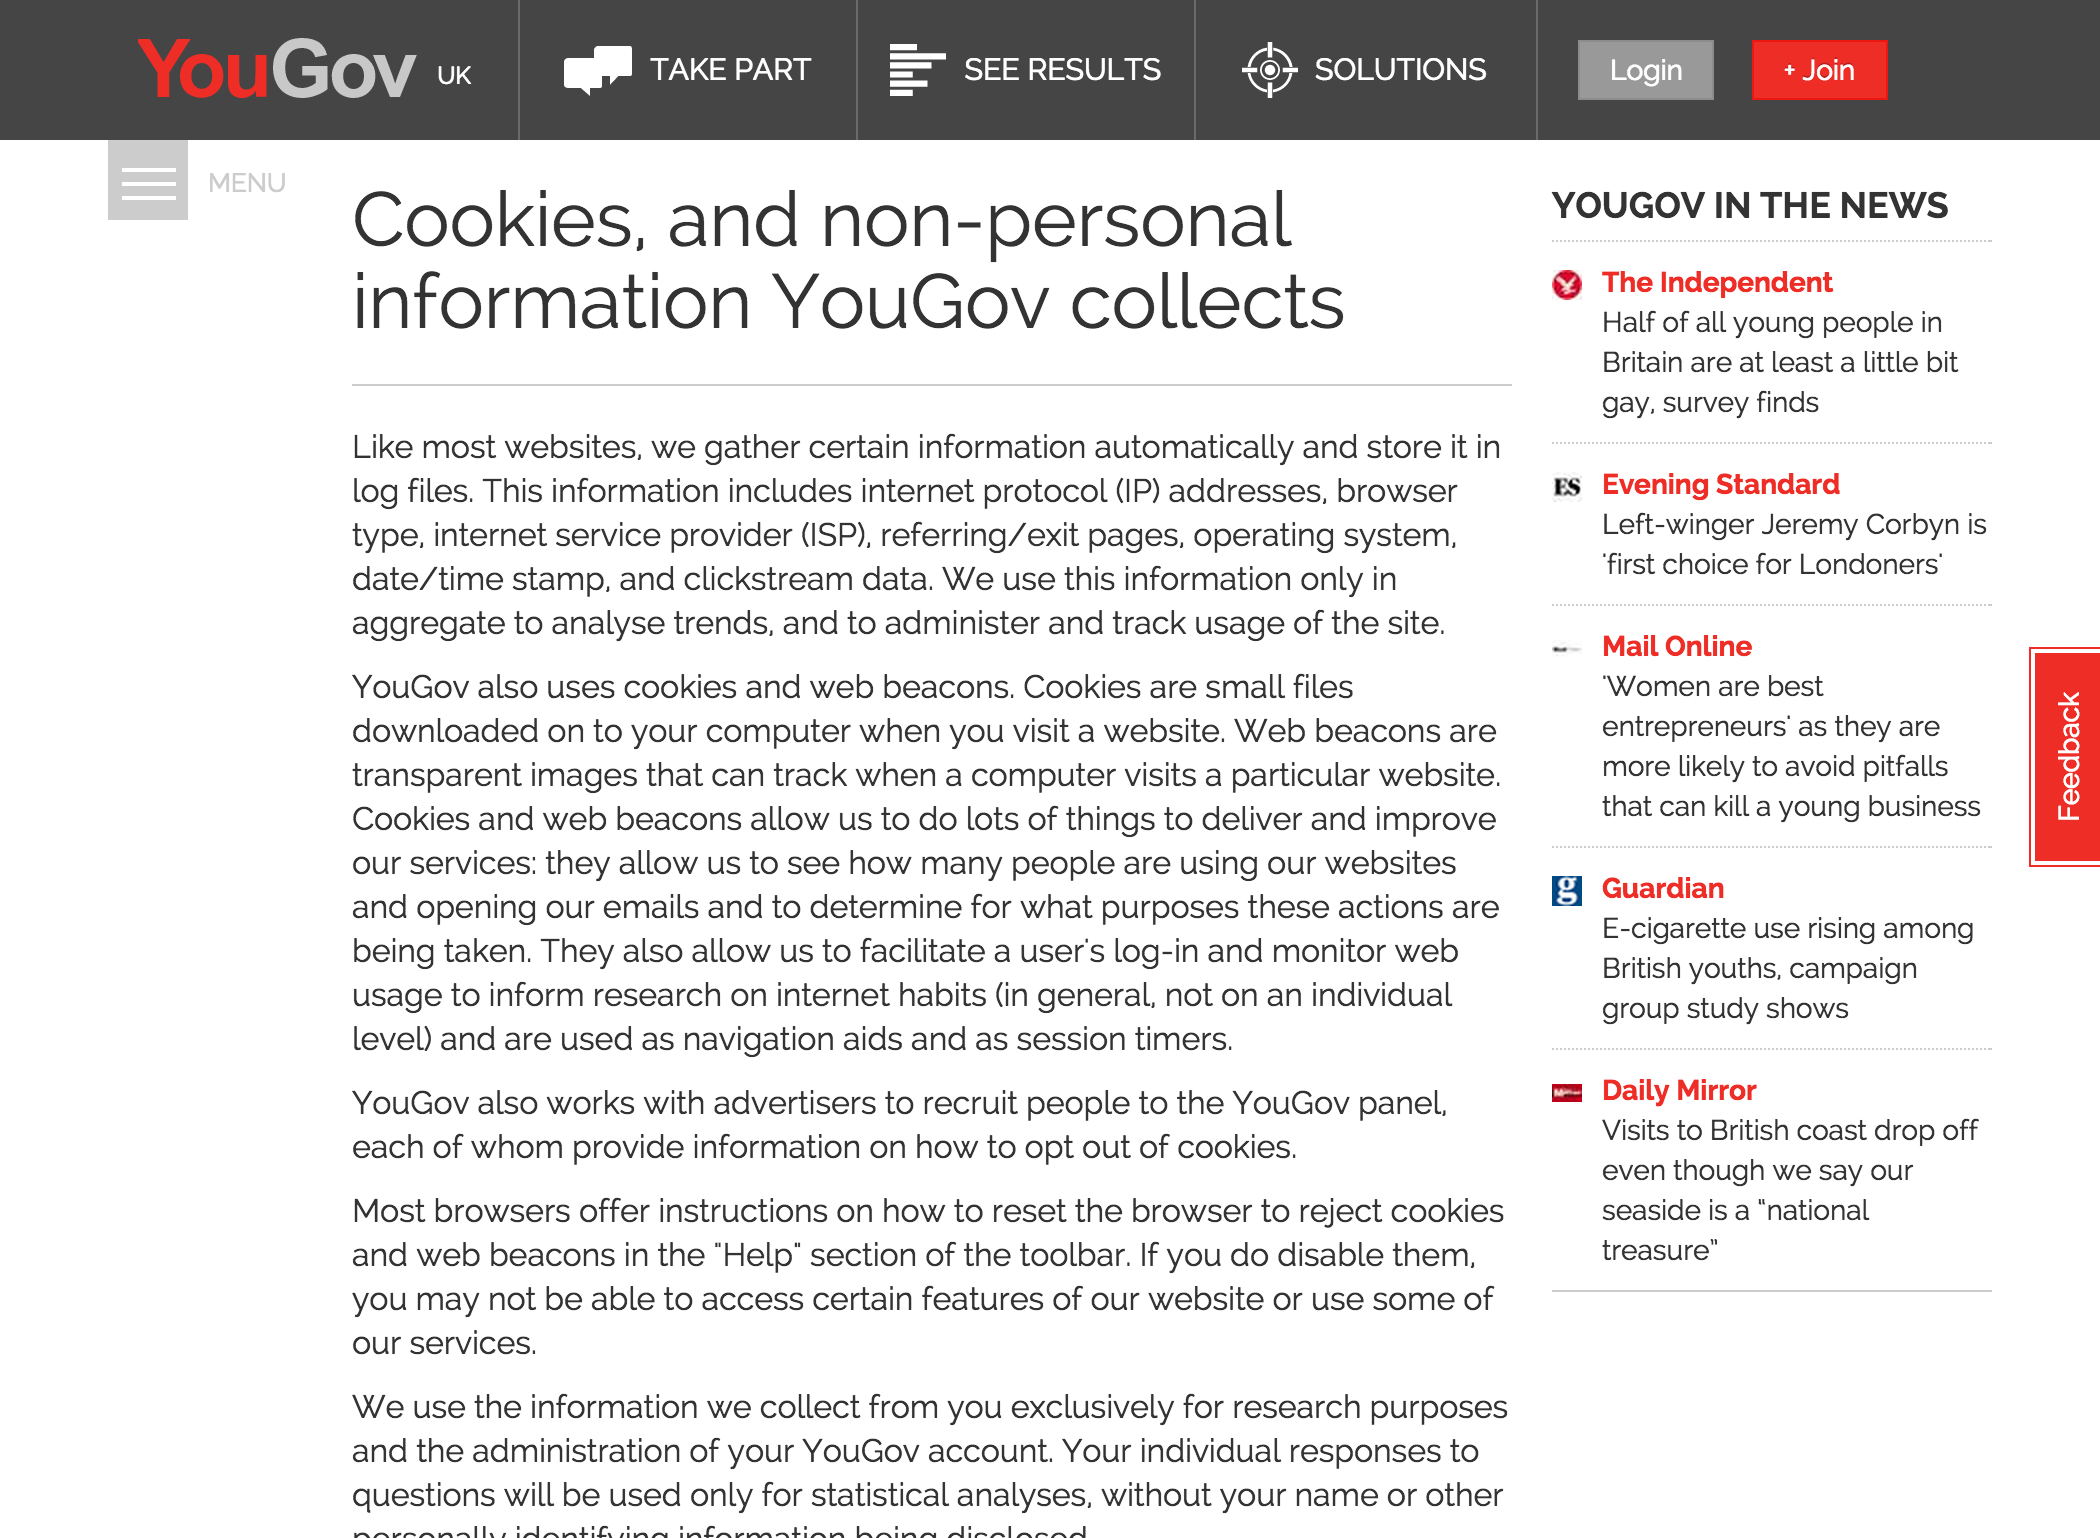 YouGov UK
TAKE PART
SEE RESULTS
SOLUTIONS
Login
+ Join
MENU
Cookies, and non-personal
information YouGov collects
Like most websites, we gather certain information automatically and store it in
log files. This information includes internet protocol (IP) addresses, browser
type, internet service provider (ISP), referring/exit pages, operating system,
date/time stamp, and clickstream data. We use this information only in
aggregate to analyse trends, and to administer and track usage of the site.
YouGov also uses cookies and web beacons. Cookies are small files
downloaded on to your computer when you visit a website. Web beacons are
transparent images that can track when a computer visits a particular website.
Cookies and web beacons allow us to do lots of things to deliver and improve
our services: they allow us to see how many people are using our websites
and opening our emails and to determine for what purposes these actions are
being taken. They also allow us to facilitate a user's log-in and monitor web
usage to inform research on internet habits (in general, not on an individual
level) and are used as navigation aids and as session timers.
YouGov also works with advertisers to recruit people to the YouGov panel,
each of whom provide information on how to opt out of cookies.
Most browsers offer instructions on how to reset the browser to reject cookies
and web beacons in the "Help" section of the toolbar. If you do disable them,
you may not be able to access certain features of our website or use some of
our services.
We use the information we collect from you exclusively for research purposes
and the administration of your YouGov account. Your individual responses to
questions will be used only for statistical analyses, without your name or other
personally identifying information being disclosed.
YOUGOV IN THE NEWS
The Independent
Half of all young people in
Britain are at least a little bit
gay, survey finds
ES
Evening Standard
Left-winger Jeremy Corbyn is
'first choice for Londoners'
Mail Online
'Women are best
entrepreneurs' as they are
more likely to avoid pitfalls
that can kill a young business
g
Guardian
E-cigarette use rising among
British youths, campaign
group study shows
Daily Mirror
Visits to British coast drop off
even though we say our
seaside is a “national
treasure”
Feedback